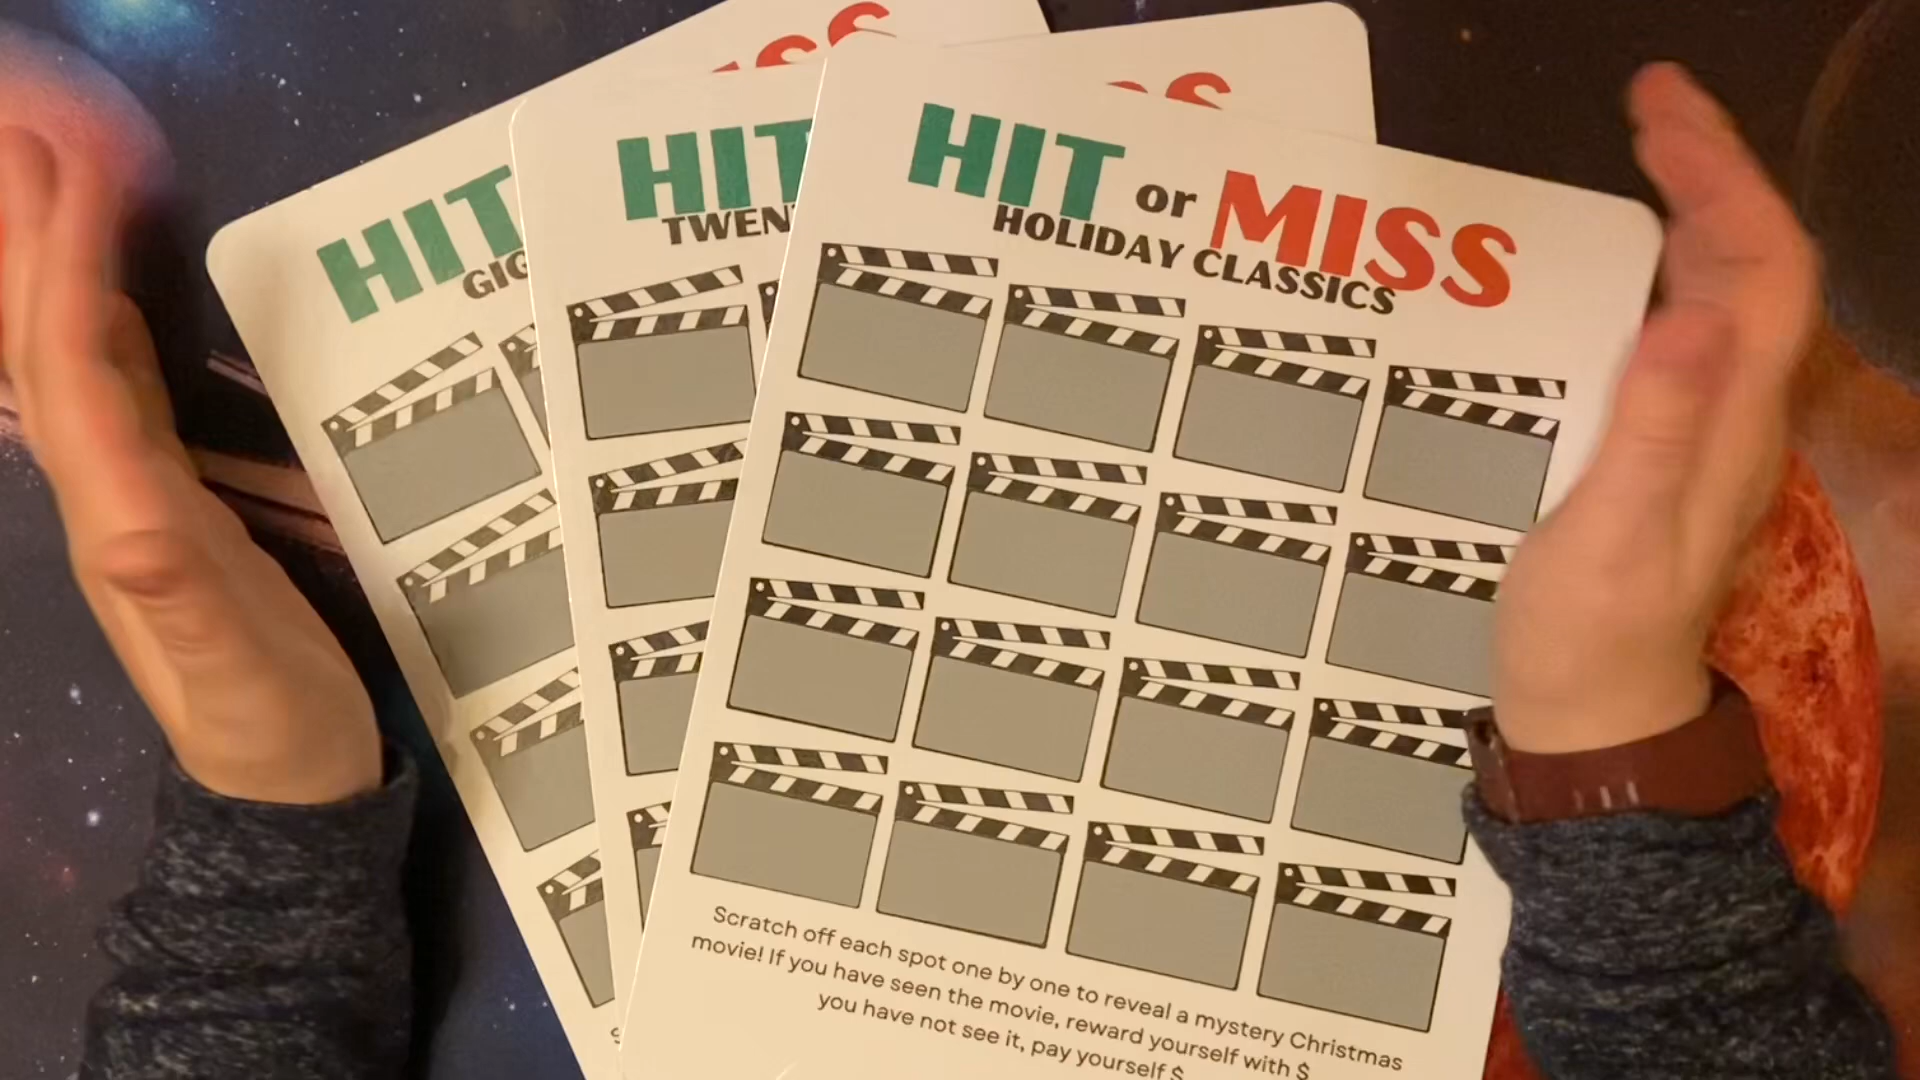 ISS
S
HIT
GIG
HIT
TWEN
HIT or MISS
HOLIDAY CLASSICS
Scratch off each spot one by one to reveal a mystery Christmas
movie! If you have seen the movie, reward yourself with $
you have not see it, pay yourself $